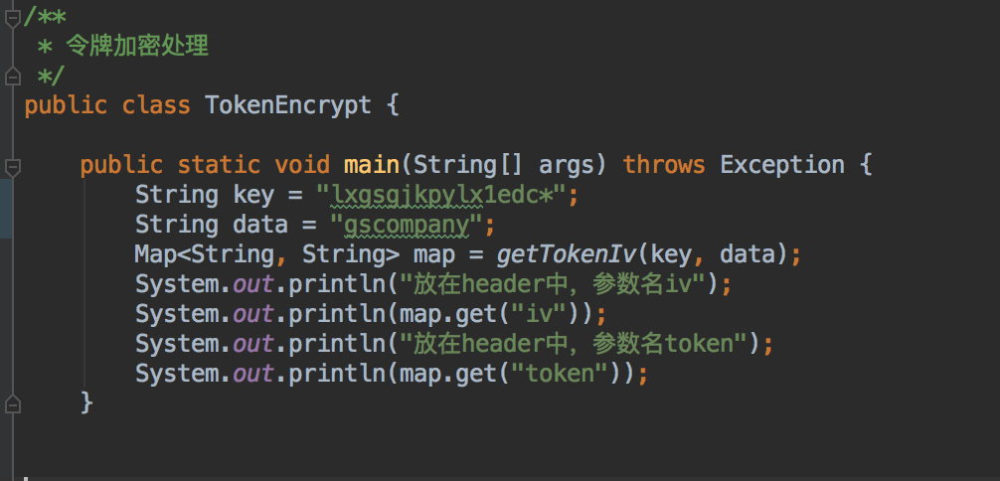 /**
 * 令牌加密处理
 */
public class TokenEncrypt {
    public static void main(String[] args) throws Exception {
        String key = "lxgsgjkpylx1edc*";
        String data = "gscompany";
        Map<String, String> map = getTokenIv(key, data);
        System.out.println("放在header中，参数名iv");
        System.out.println(map.get("iv"));
        System.out.println("放在header中，参数名token");
        System.out.println(map.get("token"));
    }